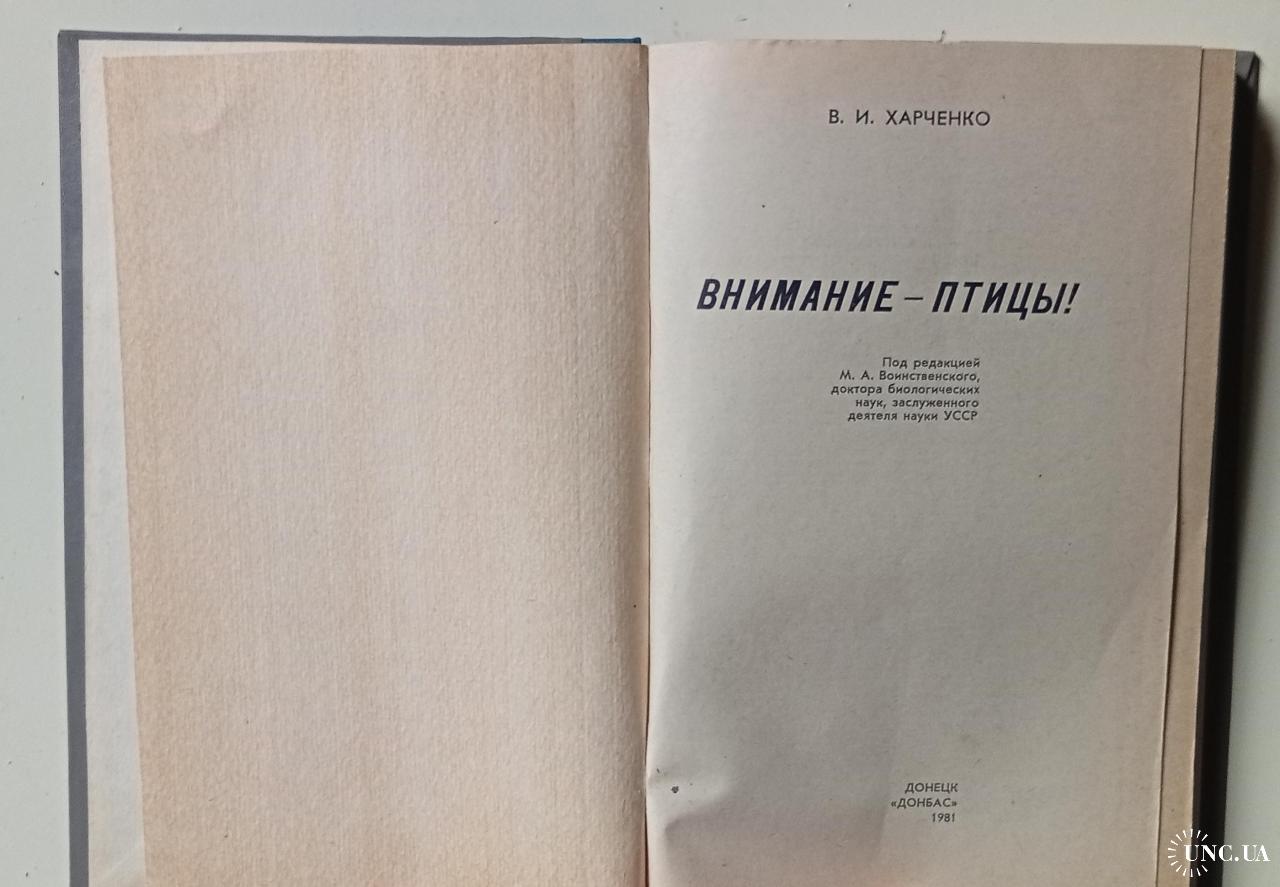 В. И. ХАРЧЕНКО
ВНИМАНИЕ – ПТИЦЫ!
Под редакцией
М. А. Воинственского,
доктора биологических
наук, заслуженного
деятеля науки УССР
ДОНЕЦК
«ДОНБАС»
1981
UNC.UA